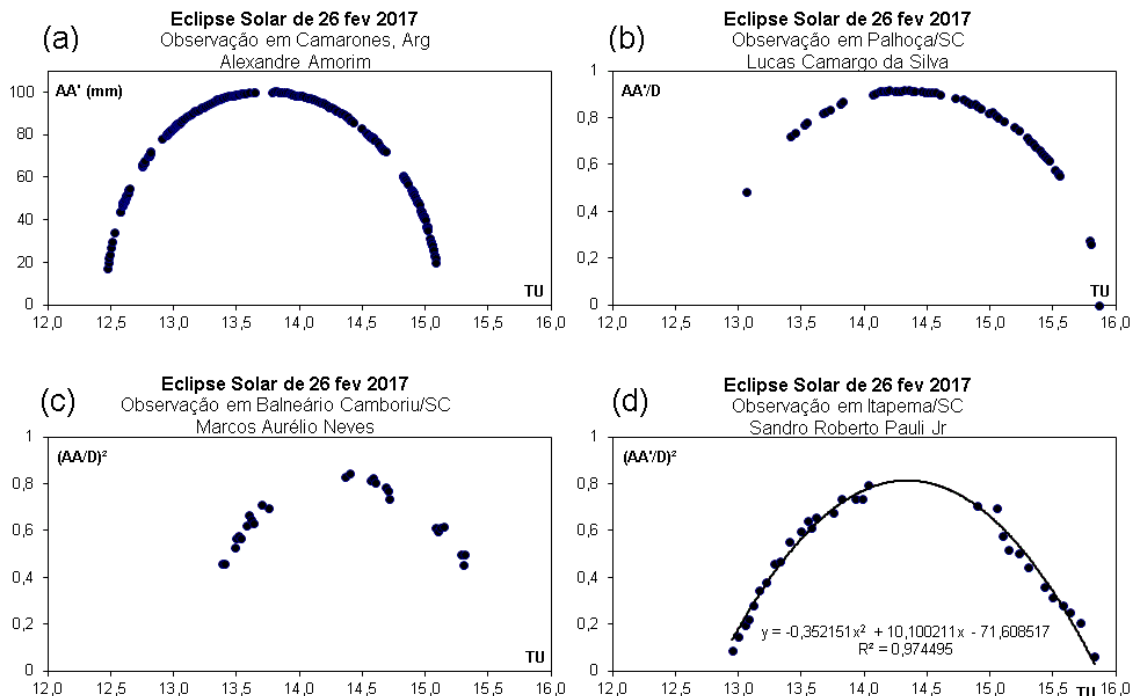 (a)
Eclipse Solar de 26 fev 2017
Observação em Camarones, Arg
Alexandre Amorim
AA' (mm)
100
80
60
40
20
0
TU
12,0 12,5 13,0 13,5 14,0 14,5 15,0 15,5 16,0
(b)
Eclipse Solar de 26 fev 2017
Observação em Palhoça/SC
Lucas Camargo da Silva
1
AA'/D
0,8
0,6
0,4
0,2
0
TU
12,0 12,5 13,0 13,5 14,0 14,5 15,0 15,5 16,0
(c)
Eclipse Solar de 26 fev 2017
Observação em Balneário Camboriu/SC
Marcos Aurélio Neves
1
(AA/D)²
0,8
0,6
0,4
0,2
0
TU
12,0 12,5 13,0 13,5 14,0 14,5 15,0 15,5 16,0
(d)
Eclipse Solar de 26 fev 2017
Observação em Itapema/SC
Sandro Roberto Pauli Jr
1
(AA'/D)²
0,8
0,6
0,4
0,2
0
y = -0,352151x² + 10,100211x - 71,608517
R² = 0,974495
TU
12,0 12,5 13,0 13,5 14,0 14,5 15,0 15,5 16,0